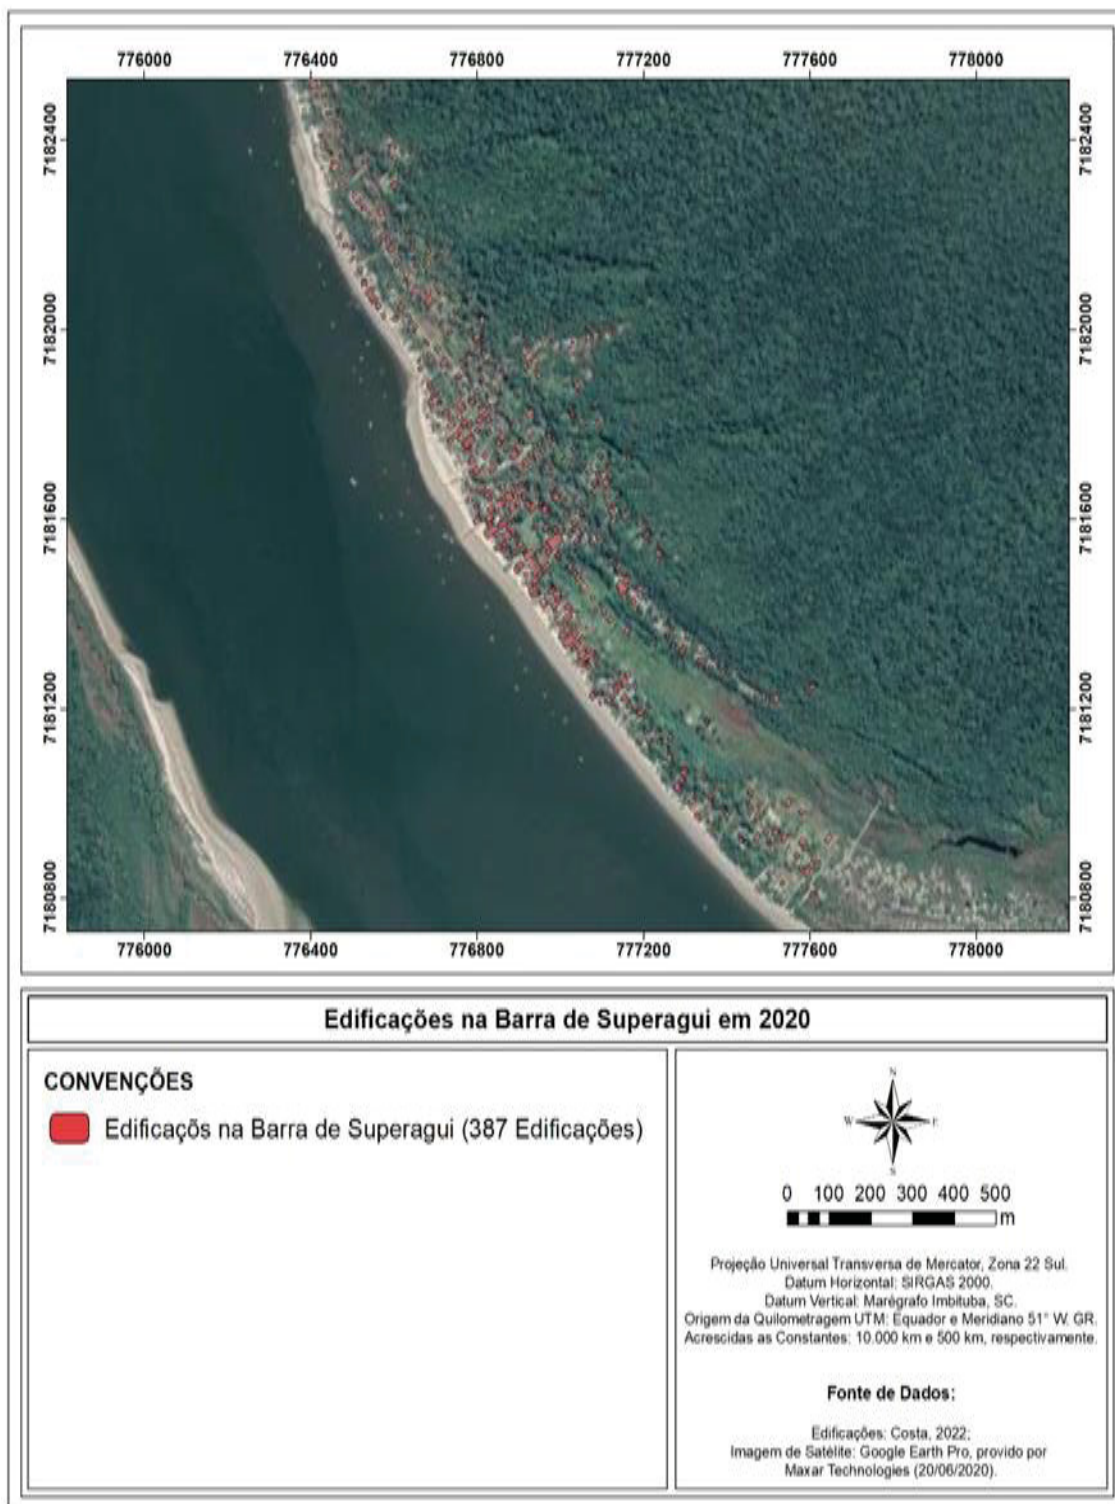 776000 776400 776800 777200 777600 778000
7182400 7182400
7182000 7182000
7181600 7181600
7181200 7181200
7180800 7180800
776000 776400 776800 777200 777600 778000
Edificações na Barra de Superagui em 2020
CONVENÇÕES
Edificaçõs na Barra de Superagui (387 Edificações)
N
W E
S
0 100 200 300 400 500
m
Projeção Universal Transversa de Mercator, Zona 22 Sul.
Datum Horizontal: SIRGAS 2000.
Datum Vertical: Marégrafo Imbituba, SC.
Origem da Quilometragem UTM: Equador e Meridiano 51° W. GR.
Acrescidas as Constantes: 10.000 km e 500 km, respectivamente.
Fonte de Dados:
Edificações: Costa, 2022;
Imagem de Satélite: Google Earth Pro, provido por
Maxar Technologies (20/06/2020).